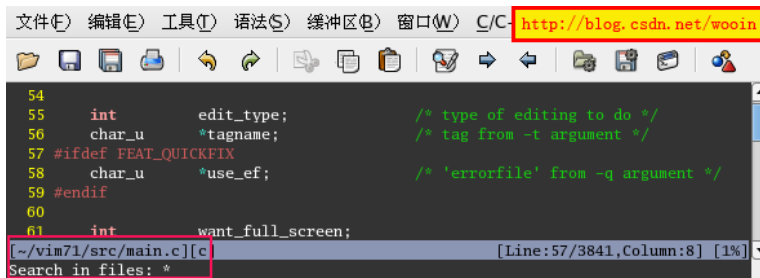 文件(F) 编辑(E) 工具(T) 语法(S) 缓冲区(B) 窗口(W) C/C- http://blog.csdn.net/wooin
54
55 int edit_type; /* type of editing to do */
56 char_u *tagname; /* tag from -t argument */
57 #ifdef FEAT_QUICKFIX
58 char_u *use_ef; /* 'errorfile' from -q argument */
59 #endif
60
61 int want_full_screen;
[~/vim71/src/main.c][c] [Line:57/3841,Column:8] [1%]
Search in files: *